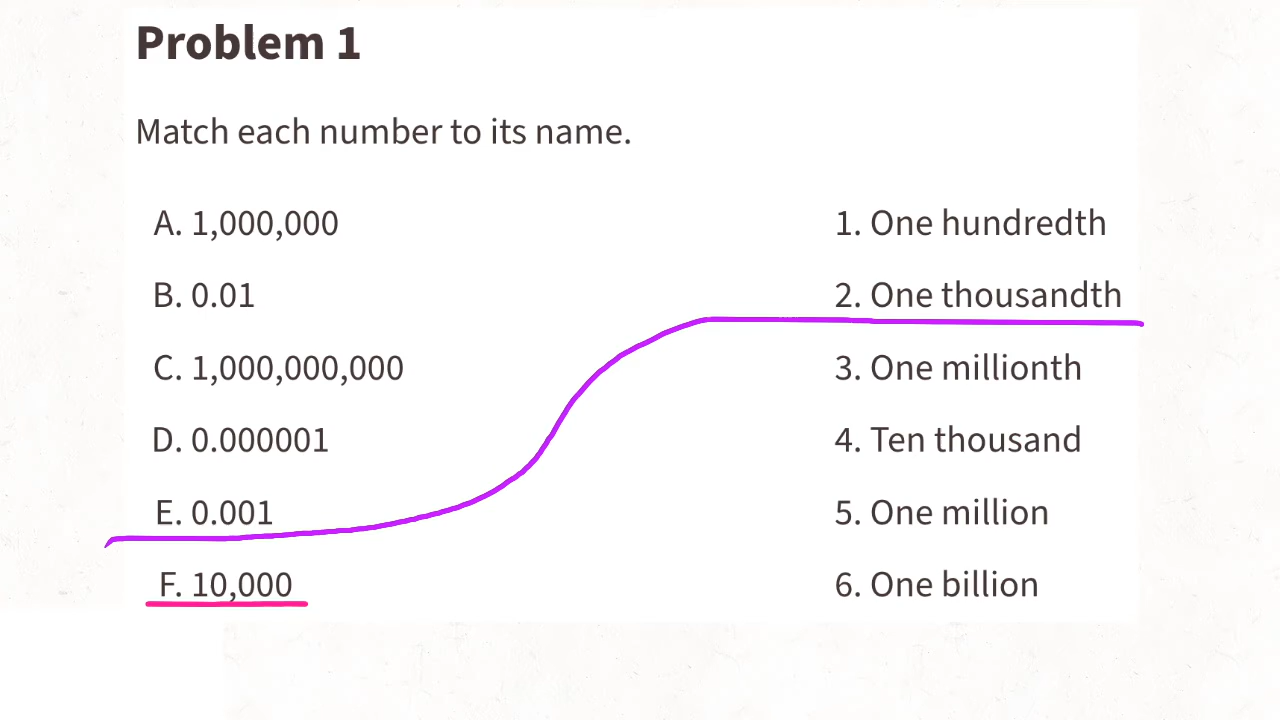 Problem 1
Match each number to its name.
A. 1,000,000
B. 0.01
C. 1,000,000,000
D. 0.000001
E. 0.001
F. 10,000
1. One hundredth
2. One thousandth
3. One millionth
4. Ten thousand
5. One million
6. One billion